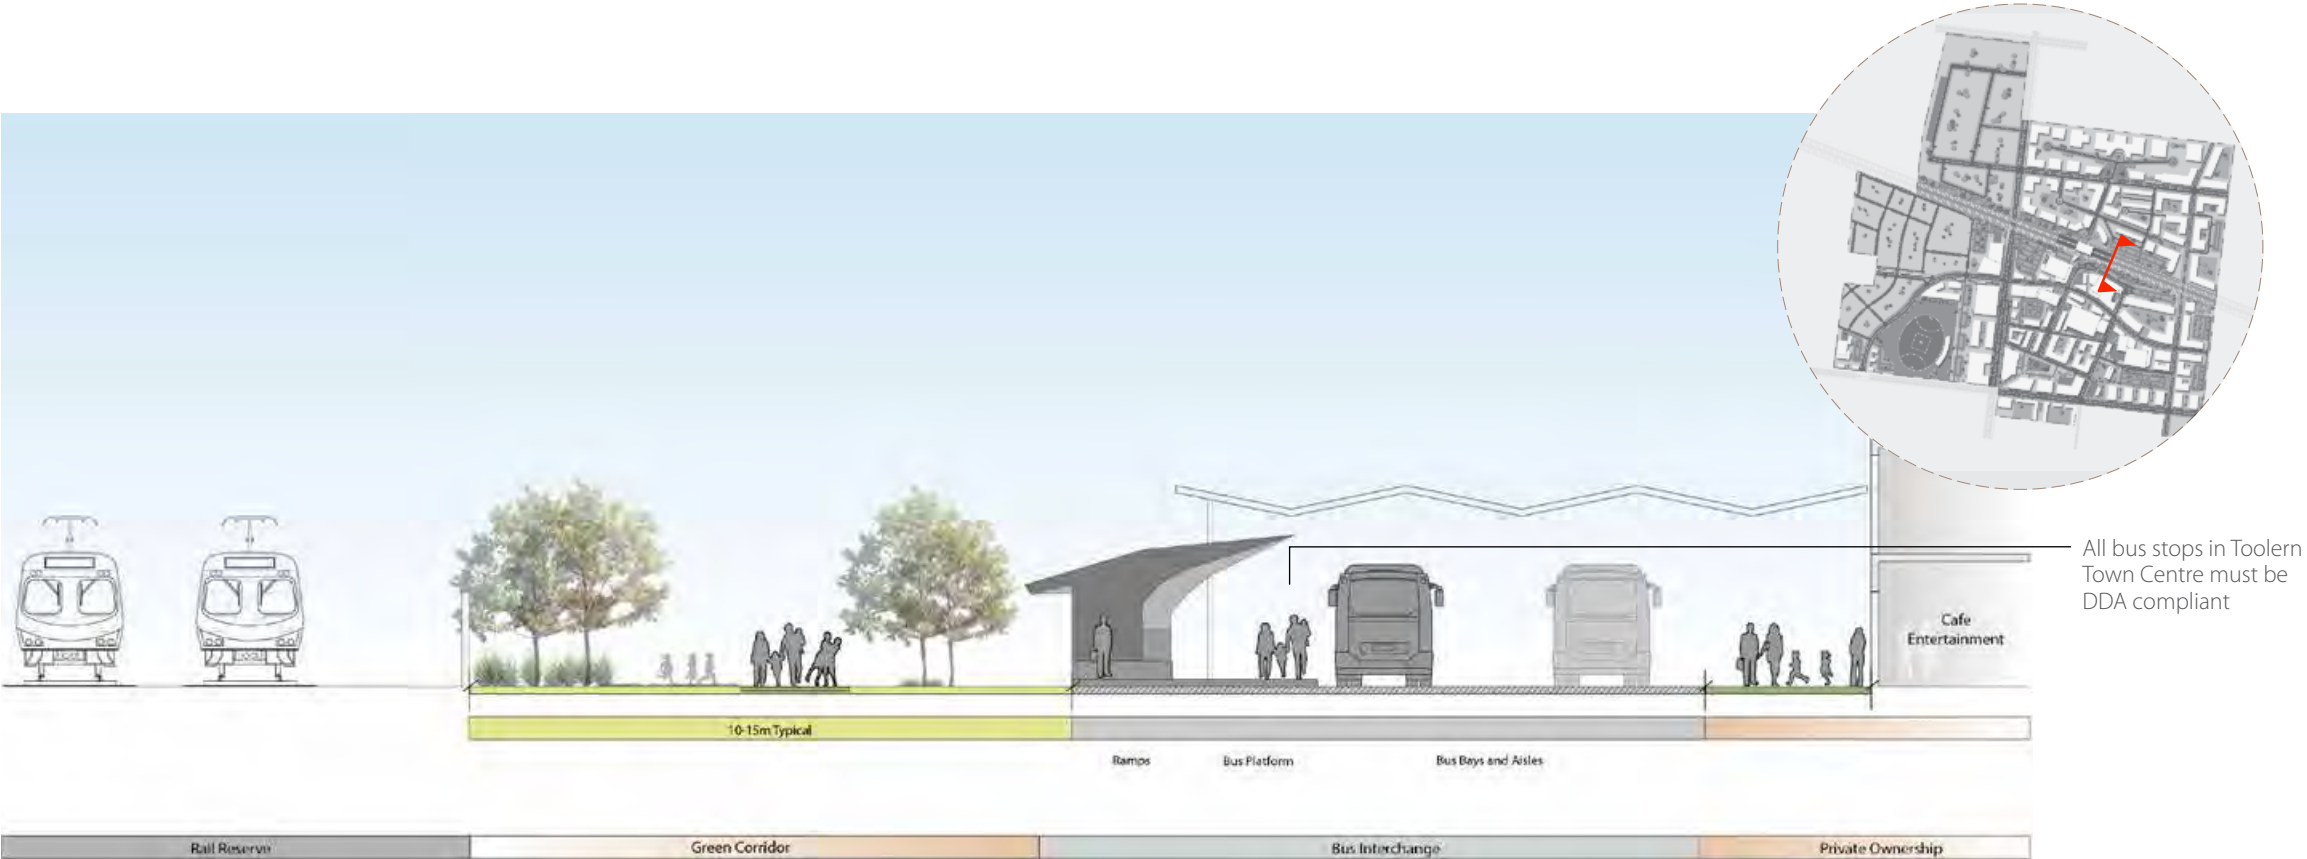 All bus stops in Toolern
Town Centre must be
DDA compliant
Cafe
Entertainment
10-15m Typical
Ramps
Bus Platform
Bus Bays and Aisles
Rail Reserve
Green Corridor
Bus Interchange
Private Ownership